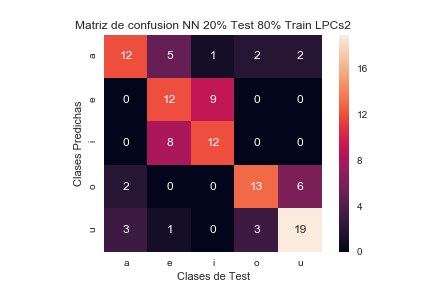 Matriz de confusion NN 20% Test 80% Train LPCs2
Clases Predichas
a 12 5 1 2 2
e 0 12 9 0 0
i 0 8 12 0 0
o 2 0 0 13 6
u 3 1 0 3 19
a e i o u
Clases de Test
16
12
8
4
0